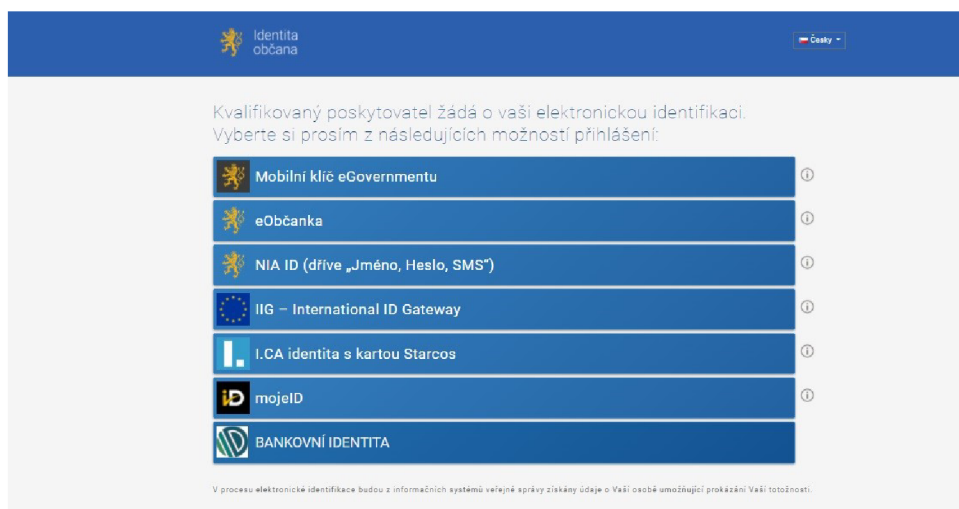 Identita
občana
Česky
Kvalifikovaný poskytovatel žádá o vaši elektronickou identifikaci.
Vyberte si prosím z následujících možností přihlášení:
Mobilní klíč eGovernmentu
eObčanka
NIA ID (dříve „Jméno, Heslo, SMS“)
IIG – International ID Gateway
I.CA identita s kartou Starcos
mojeID
BANKOVNÍ IDENTITA
V procesu elektronické identifikace budou z informačních systémů veřejné správy získány údaje o Vaší osobě umožňující prokázání Vaší totožnosti.